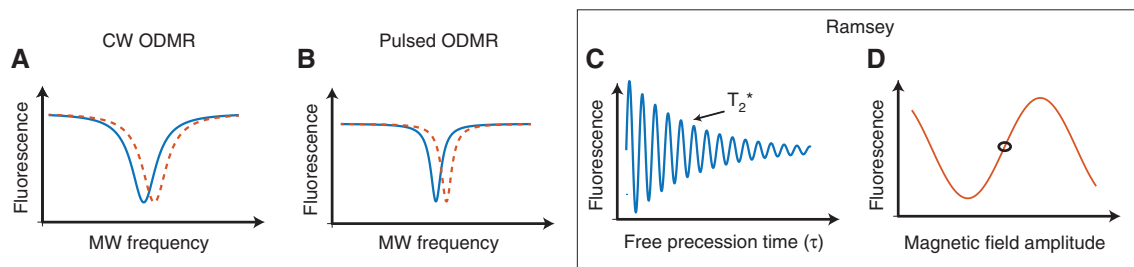 CW ODMR
Pulsed ODMR
Ramsey
A
B
C
D
Fluorescence
MW frequency
Fluorescence
MW frequency
Fluorescence
T2*
Free precession time (τ)
Fluorescence
Magnetic field amplitude